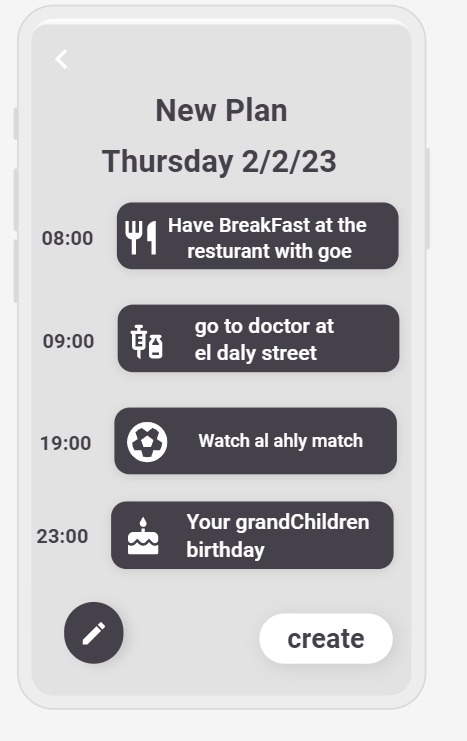 New Plan
Thursday 2/2/23
08:00
Have BreakFast at the
resturant with goe
09:00
go to doctor at
el daly street
19:00
Watch al ahly match
23:00
Your grandChildren
birthday
create